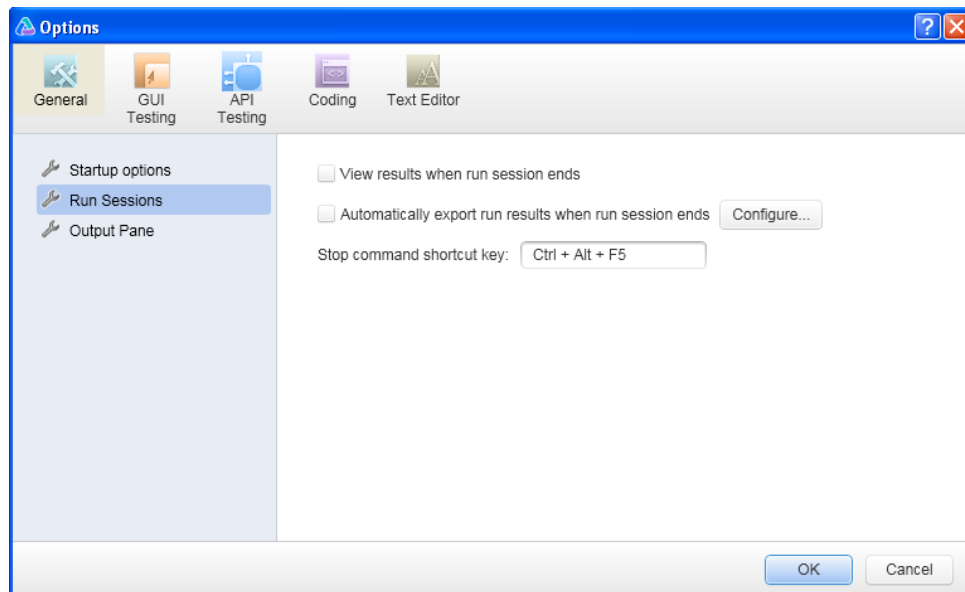 Options
General
GUI
Testing
API
Testing
Coding
Text Editor
Startup options
Run Sessions
Output Pane
View results when run session ends
Automatically export run results when run session ends Configure...
Stop command shortcut key: Ctrl + Alt + F5
OK Cancel